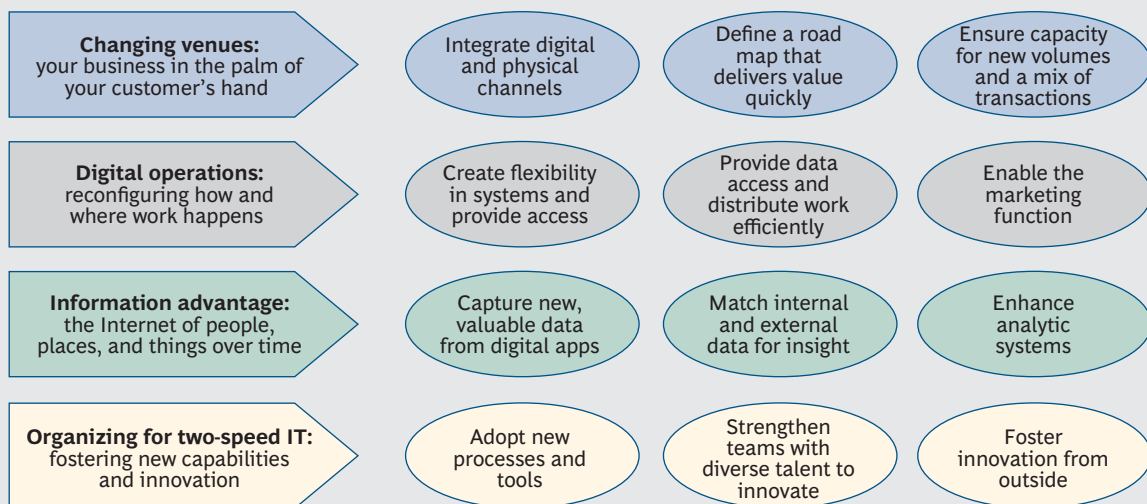 Changing venues:
your business in the palm of
your customer’s hand
Integrate digital
and physical
channels
Define a road
map that
delivers value
quickly
Ensure capacity
for new volumes
and a mix of
transactions
Digital operations:
reconfiguring how and
where work happens
Create flexibility
in systems and
provide access
Provide data
access and
distribute work
efficiently
Enable the
marketing
function
Information advantage:
the Internet of people,
places, and things over time
Capture new,
valuable data
from digital apps
Match internal
and external
data for insight
Enhance
analytic
systems
Organizing for two-speed IT:
fostering new capabilities
and innovation
Adopt new
processes and
tools
Strengthen
teams with
diverse talent to
innovate
Foster
innovation from
outside